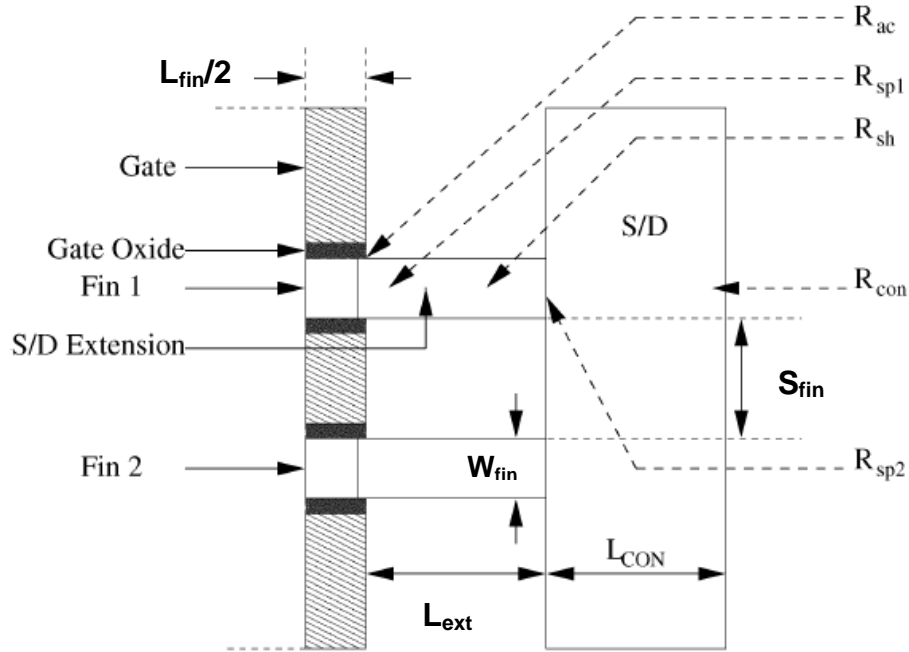 R_ac
L_fin/2
R_sp1
R_sh
Gate
S/D
Gate Oxide
Fin 1
R_con
S/D Extension
S_fin
Fin 2
W_fin
R_sp2
L_CON
L_ext